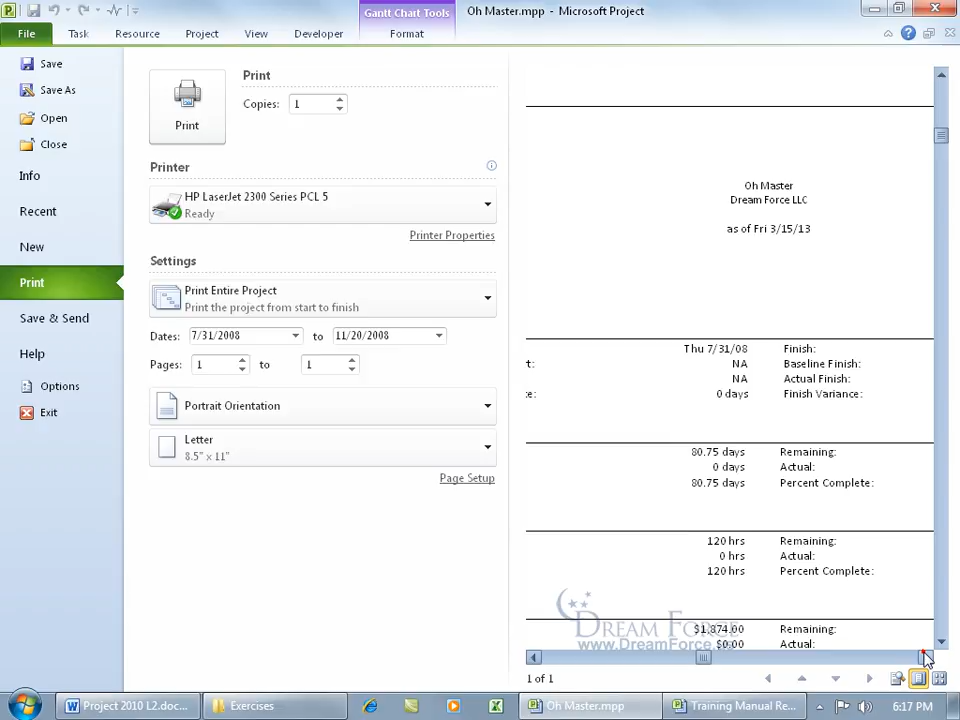 Gantt Chart Tools
Oh Master.mpp - Microsoft Project
File
Task
Resource
Project
View
Developer
Format
Save
Save As
Open
Close
Info
Recent
New
Print
Save & Send
Help
Options
Exit
Print
Print
Copies: 1
Printer
HP LaserJet 2300 Series PCL 5
Ready
Printer Properties
Settings
Print Entire Project
Print the project from start to finish
Dates: 7/31/2008 to 11/20/2008
Pages: 1 to 1
Portrait Orientation
Letter
8.5" x 11"
Page Setup
Oh Master
Dream Force LLC
as of Fri 3/15/13
Thu 7/31/08 Finish:
t: NA Baseline Finish:
NA Actual Finish:
e: 0 days Finish Variance:
80.75 days Remaining:
0 days Actual:
80.75 days Percent Complete:
120 hrs Remaining:
0 hrs Actual:
120 hrs Percent Complete:
$1,874.00 Remaining:
$0.00 Actual:
DREAM FORCE
1 of 1
Project 2010 L2.doc...
Exercises
Oh Master.mpp
Training Manual Re...
6:17 PM